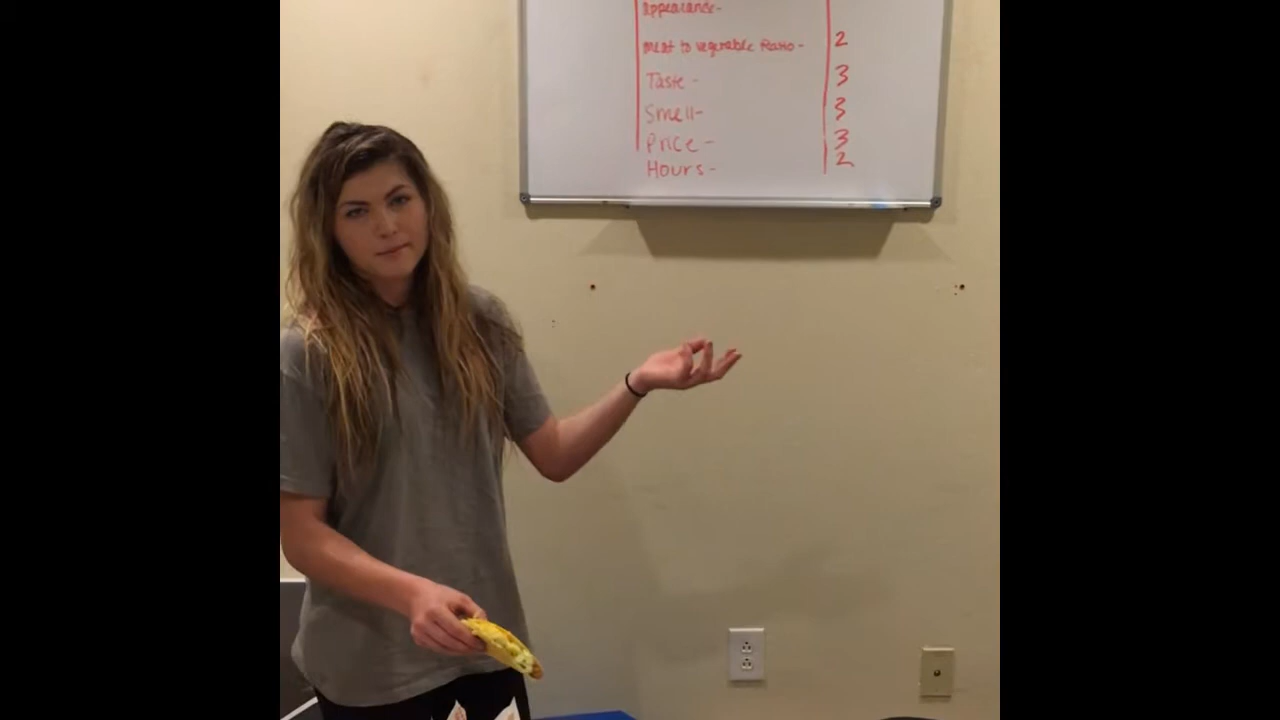 appearance-
meat to vegetable Ratio - 2
Taste - 3
Smell- 3
Price - 3
Hours- 2